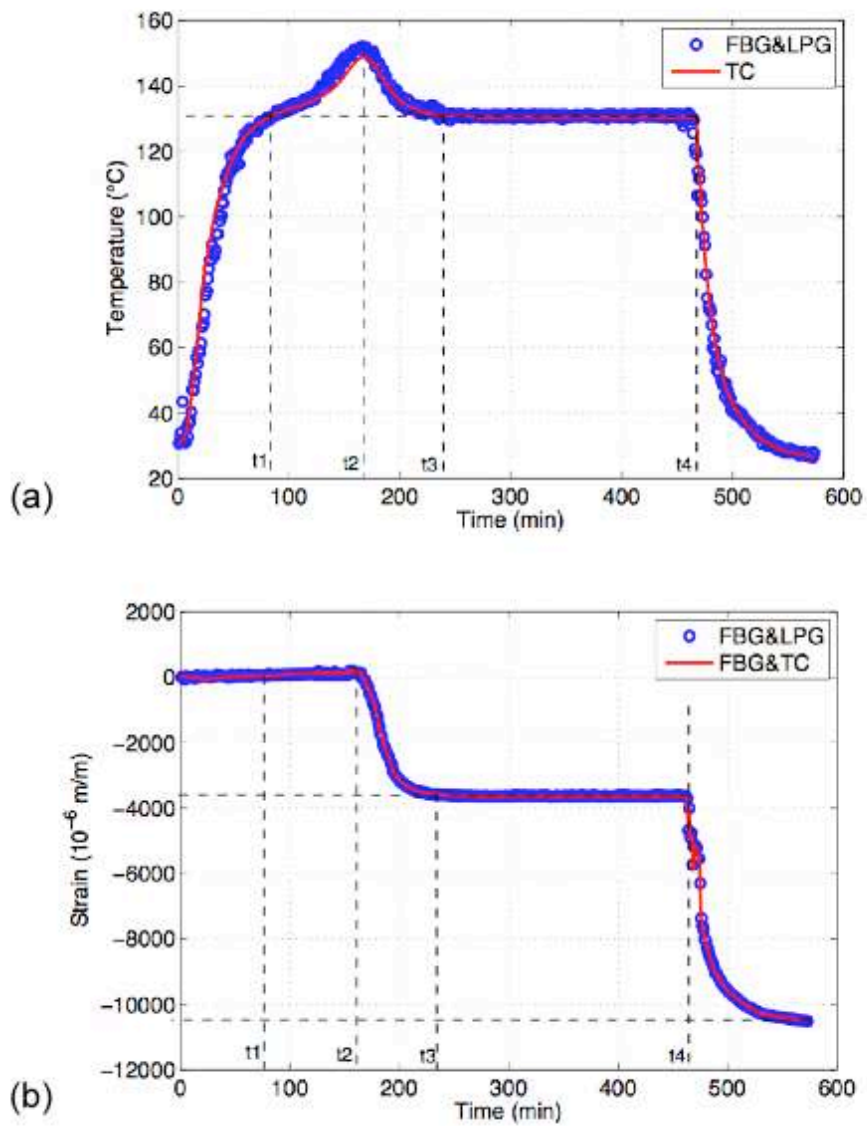 160
140
120
100
80
60
40
20
Temperature (°C)
FBG&LPG
TC
t1
t2
t3
t4
0
100
200
300
400
500
600
Time (min)
(a)
2000
0
−2000
−4000
−6000
−8000
−10000
−12000
Strain (10⁻⁶ m/m)
FBG&LPG
FBG&TC
t1
t2
t3
t4
0
100
200
300
400
500
600
Time (min)
(b)